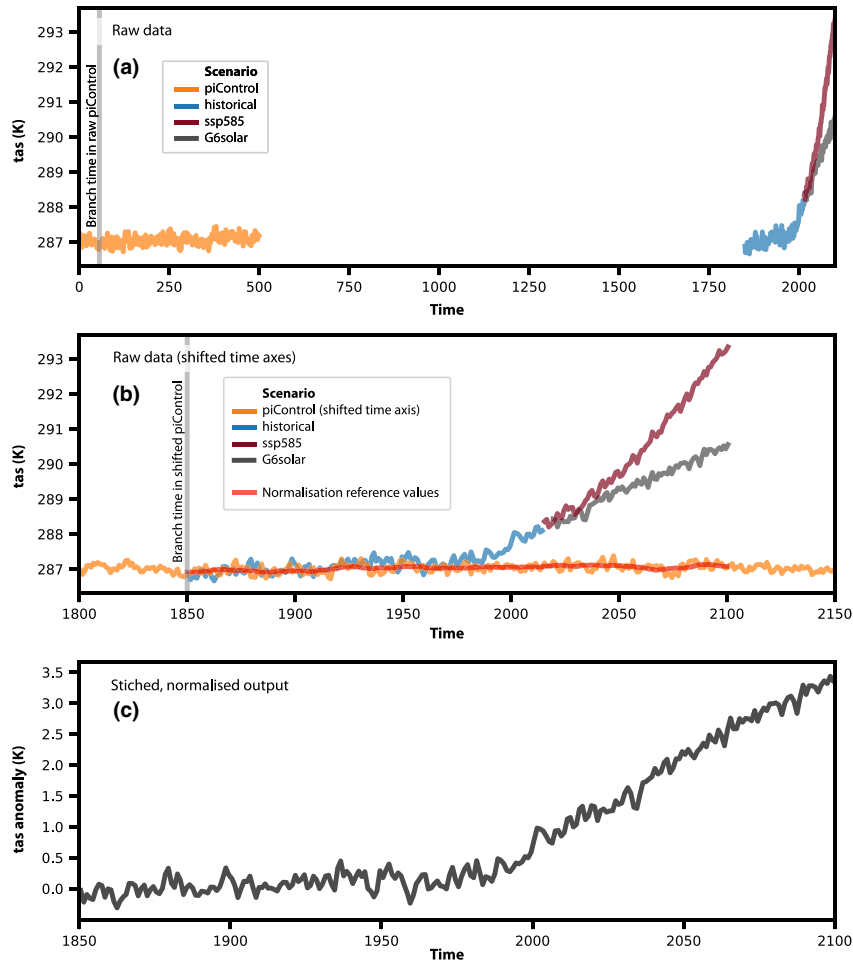 293
292
291
290
289
288
287
tas (K)
Raw data
(a)
Branch time in raw piControl
Scenario
piControl
historical
ssp585
G6solar
0 250 500 750 1000 1250 1500 1750 2000
Time
293
292
291
290
289
288
287
tas (K)
Raw data (shifted time axes)
(b)
Branch time in shifted piControl
Scenario
piControl (shifted time axis)
historical
ssp585
G6solar
Normalisation reference values
1800 1850 1900 1950 2000 2050 2100 2150
Time
3.5
3.0
2.5
2.0
1.5
1.0
0.5
0.0
tas anomaly (K)
Stiched, normalised output
(c)
1850 1900 1950 2000 2050 2100
Time